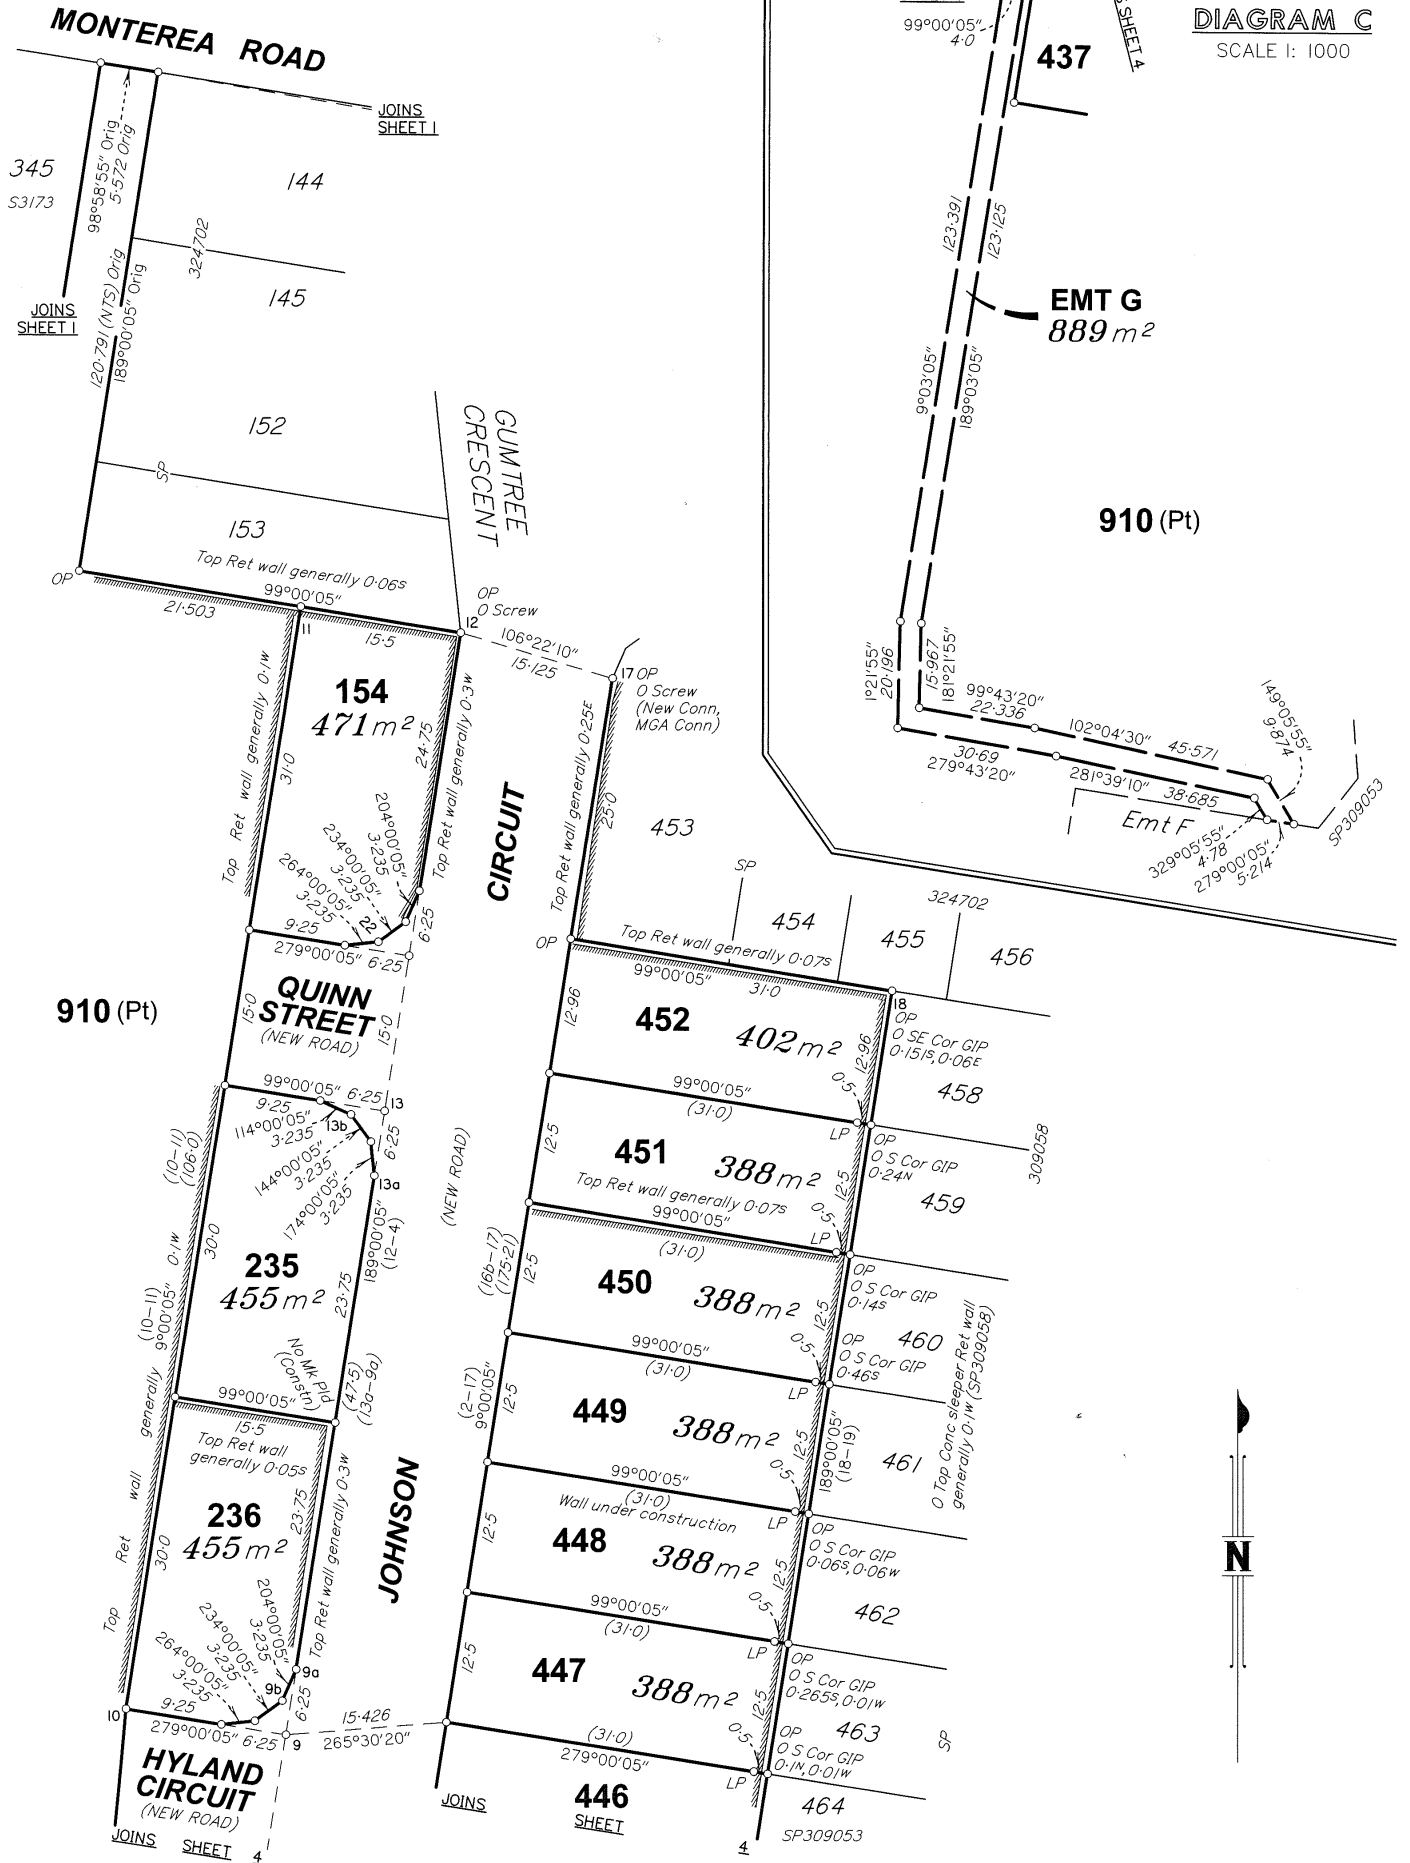 MONTEREA ROAD
JOINS
SHEET 1
345
S3173
98°58'55" Orig
5·572 Orig
144
324702
145
JOINS
SHEET 1
120·791 (NTS) Orig
189°00'05" Orig
152
SP
GUMTREE
CRESCENT
153
Top Ret wall generally 0·06S
99°00'05"
OP
21·503
11
15·5
OP
O Screw
12
106°22'10"
15·125
17 OP
O Screw
(New Conn,
MGA Conn)
154
471 m²
Top Ret wall generally 0·1W
31·0
24·75
Top Ret wall generally 0·3W
204°00'05"
3·235
234°00'05"
3·235
264°00'05"
3·235
22
9·25
279°00'05"
6·25
6·25
CIRCUIT
Top Ret wall generally 0·25E
25·0
453
SP
454
324702
455
456
OP
Top Ret wall generally 0·07S
99°00'05"
31·0
18
OP
O SE Cor GIP
0·151S,0·06E
910 (Pt)
QUINN
STREET
(NEW ROAD)
15·0
15·0
12·96
452
402 m²
12·96
0·5
458
99°00'05"
(31·0)
LP
OP
O S Cor GIP
0·24N
309058
99°00'05"
9·25
6·25
13
114°00'05"
3·235
13b
144°00'05"
3·235
174°00'05"
3·235
6·25
13a
(10–11)
(106·0)
30·0
235
455 m²
189°00'05"
(12–4)
23·75
(NEW ROAD)
12·5
451
388 m²
12·5
459
Top Ret wall generally 0·07S
99°00'05"
(31·0)
0·5
LP
OP
O S Cor GIP
0·14S
(16b–17)
(175·21)
12·5
450
388 m²
12·5
0·5
460
OP
O S Cor GIP
0·46S
99°00'05"
(31·0)
LP
O Top Conc sleeper Ret wall
generally 0·1W (SP309058)
Top Ret wall generally 0·1W
(10–11)
9°00'05"
No Mk Pld
(Constn)
(47·5)
(13a–9a)
99°00'05"
15·5
Top Ret wall
generally 0·05S
(2–17)
9°00'05"
12·5
449
388 m²
12·5
189°00'05"
(18–19)
461
0·5
99°00'05"
(31·0)
Wall under construction
LP
OP
O S Cor GIP
0·06S,0·06W
236
455 m²
30·0
23·75
Top Ret wall generally 0·3W
JOHNSON
12·5
448
388 m²
12·5
0·5
462
99°00'05"
(31·0)
LP
OP
O S Cor GIP
0·265S,0·01W
204°00'05"
3·235
234°00'05"
3·235
264°00'05"
3·235
9a
9b
6·25
10
9·25
279°00'05"
6·25
9
15·426
265°30'20"
12·5
447
388 m²
12·5
0·5
463
SP
OP
O S Cor GIP
0·1N,0·01W
(31·0)
279°00'05"
LP
HYLAND
CIRCUIT
(NEW ROAD)
JOINS SHEET 4
JOINS
446
SHEET
4
464
SP309053
DIAGRAM C
SCALE 1: 1000
99°00'05"
4·0
437
SHEET 4
123·391
123·125
EMT G
889 m²
9°03'05"
189°03'05"
910 (Pt)
1°21'55"
20·196
15·967
181°21'55"
99°43'20"
22·336
102°04'30"
45·571
149°05'55"
9·874
30·69
279°43'20"
281°39'10"
38·685
Emt F
329°05'55"
4·78
279°00'05"
5·214
SP309053
N